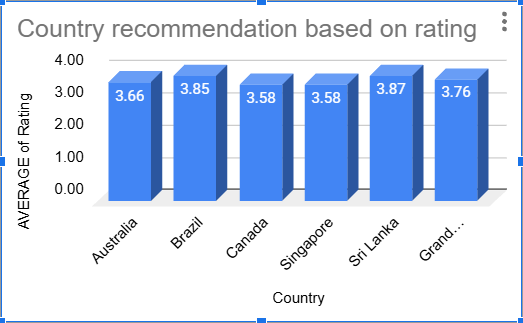 Country recommendation based on rating
AVERAGE of Rating
4.00
3.00
2.00
1.00
0.00
3.66
3.85
3.58
3.58
3.87
3.76
Australia
Brazil
Canada
Singapore
Sri Lanka
Grand…
Country